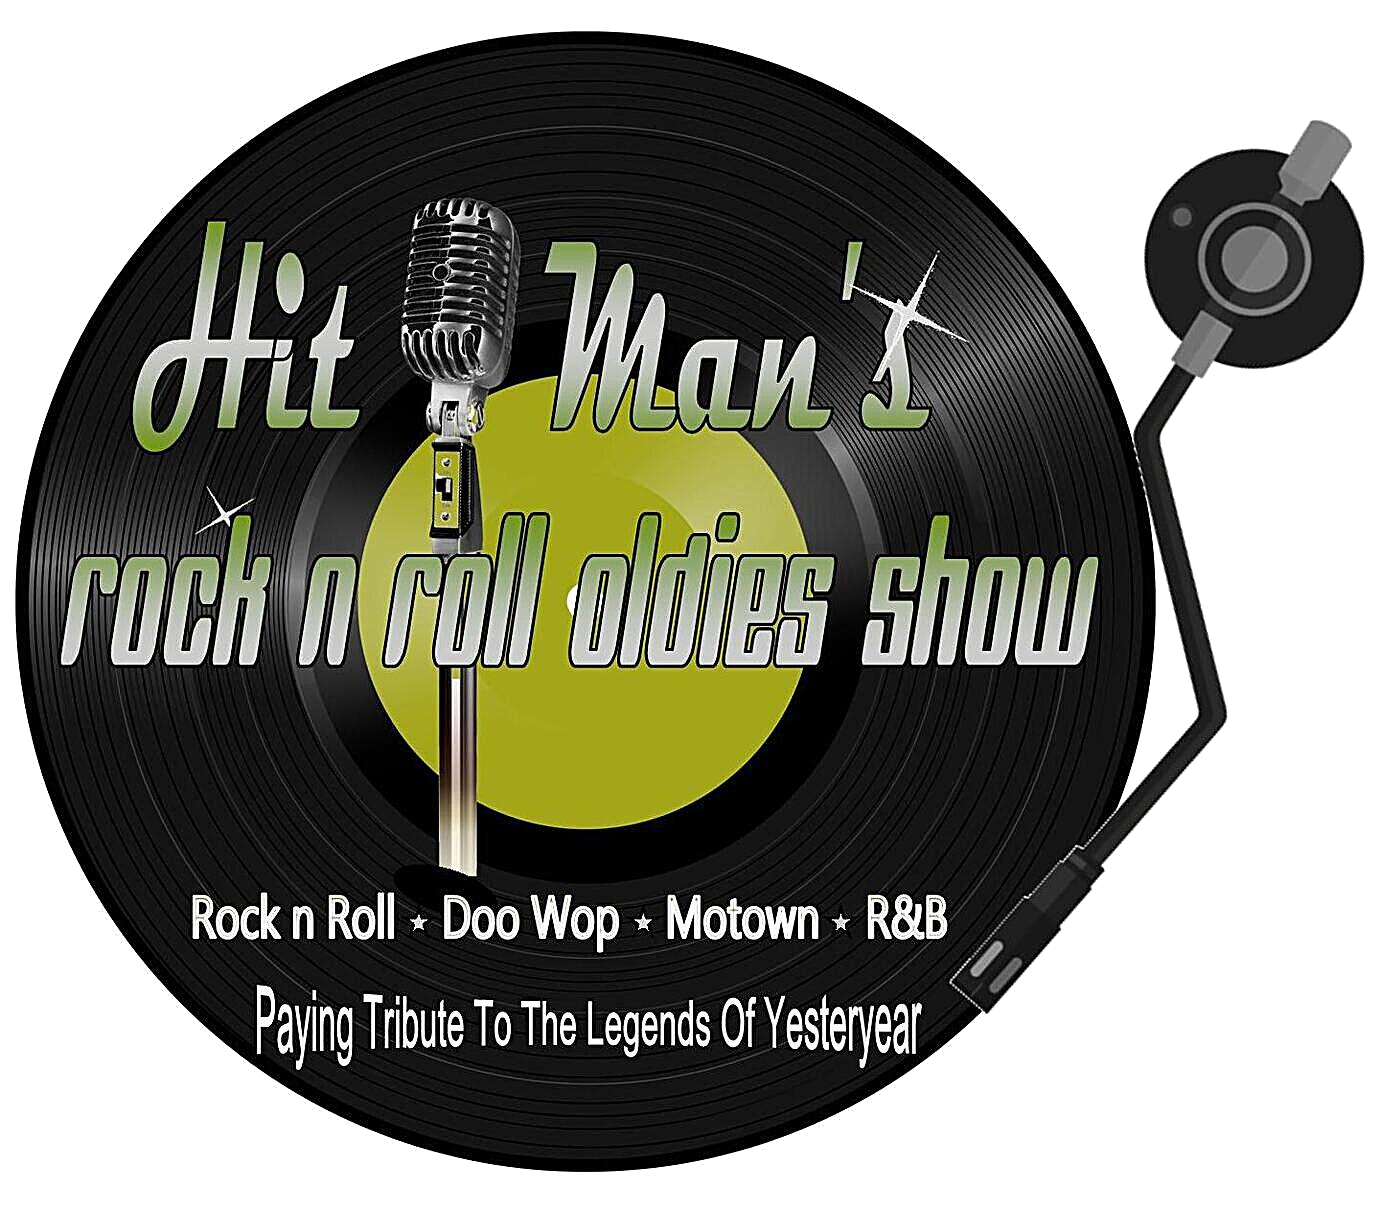 Hit Man's
rock n roll oldies show
Rock n Roll ★ Doo Wop ★ Motown ★ R&B
Paying Tribute To The Legends Of Yesteryear